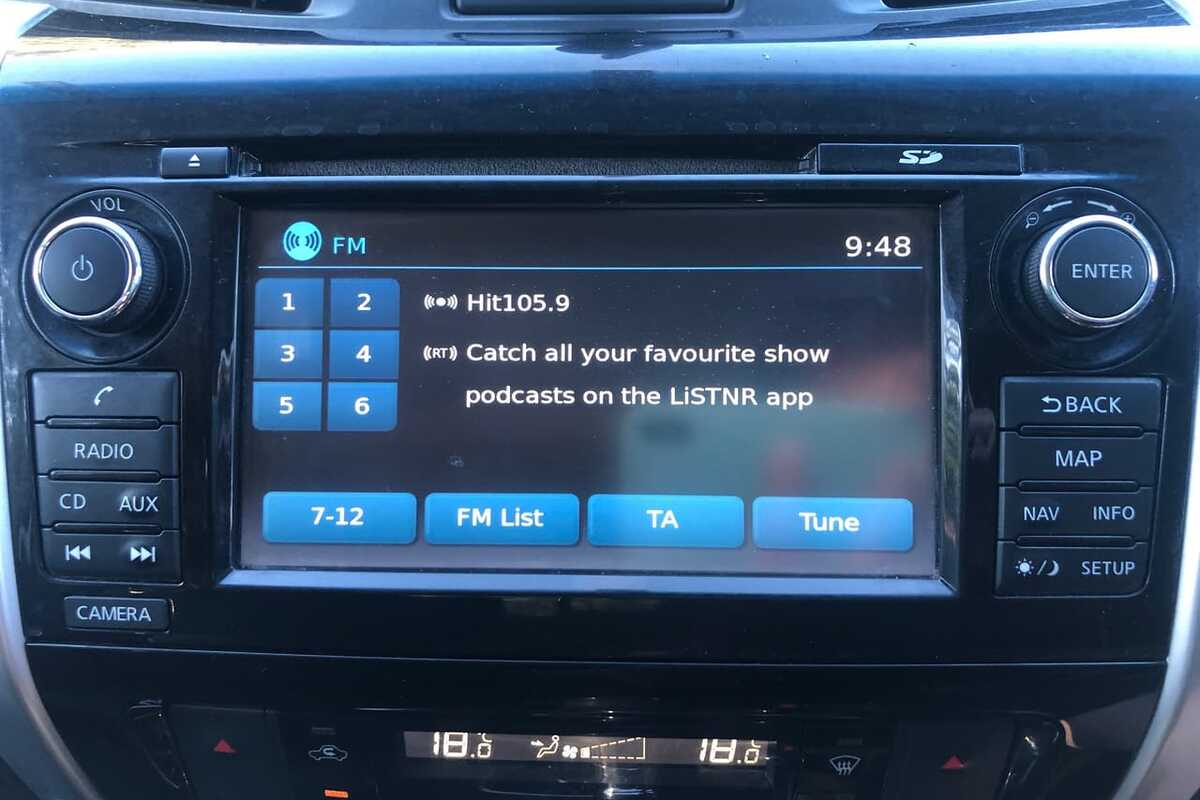 SD
VOL
FM
9:48
ENTER
1 2
Hit105.9
3 4
RT Catch all your favourite show
podcasts on the LiSTNR app
5 6
BACK
RADIO
MAP
CD AUX
NAV INFO
7-12 FM List TA Tune
SETUP
CAMERA
18.0 18.0